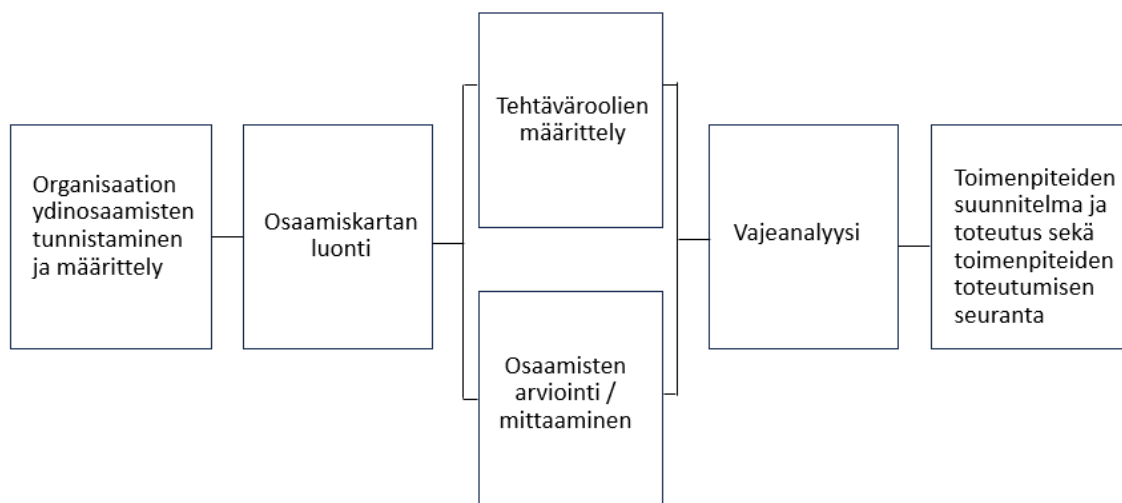 Organisaation
ydinosaamisten
tunnistaminen
ja määrittely
Osaamiskartan
luonti
Tehtäväroolien
määrittely
Osaamisten
arviointi /
mittaaminen
Vajeanalyysi
Toimenpiteiden
suunnitelma ja
toteutus sekä
toimenpiteiden
toteutumisen
seuranta